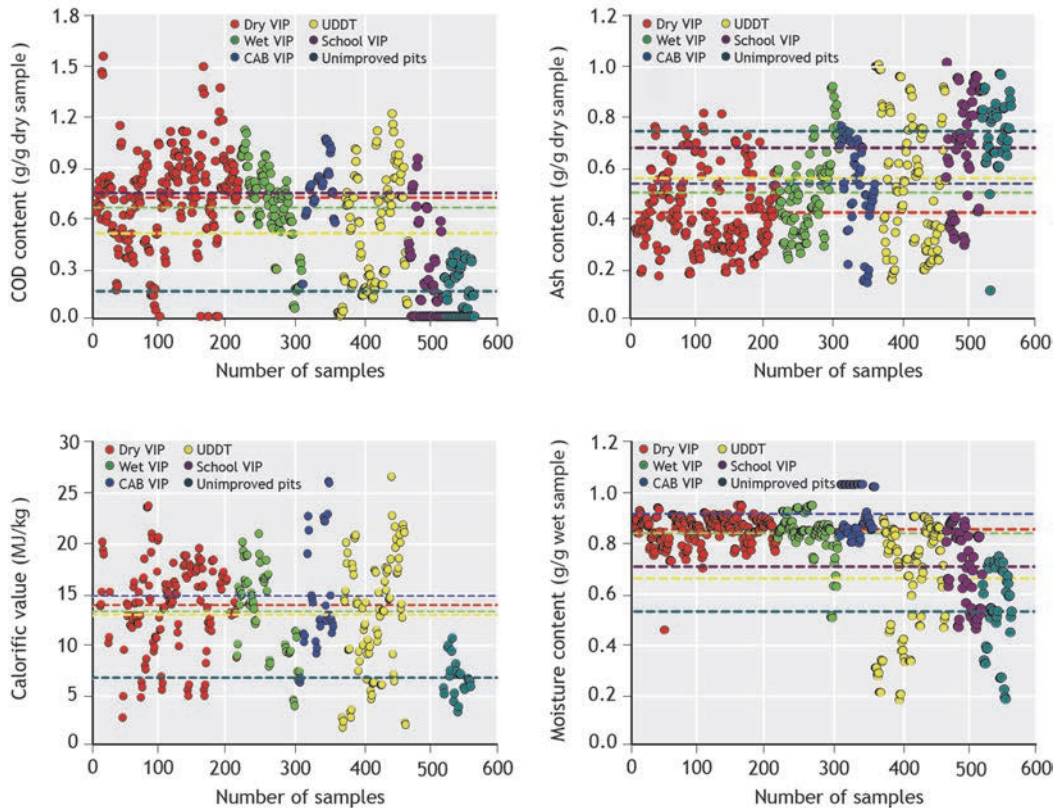 COD content (g/g dry sample)
1.8
1.5
1.2
0.9
0.6
0.3
0.0
Dry VIP
Wet VIP
CAB VIP
UDDT
School VIP
Unimproved pits
0 100 200 300 400 500 600
Number of samples
Ash content (g/g dry sample)
1.2
1.0
0.8
0.6
0.4
0.2
0.0
Dry VIP
Wet VIP
CAB VIP
UDDT
School VIP
Unimproved pits
0 100 200 300 400 500 600
Number of samples
Calorific value (MJ/kg)
30
25
20
15
10
5
0
Dry VIP
Wet VIP
CAB VIP
UDDT
School VIP
Unimproved pits
0 100 200 300 400 500 600
Number of samples
Moisture content (g/g wet sample)
1.2
1.0
0.8
0.6
0.4
0.2
0.0
Dry VIP
Wet VIP
CAB VIP
UDDT
School VIP
Unimproved pits
0 100 200 300 400 500 600
Number of samples